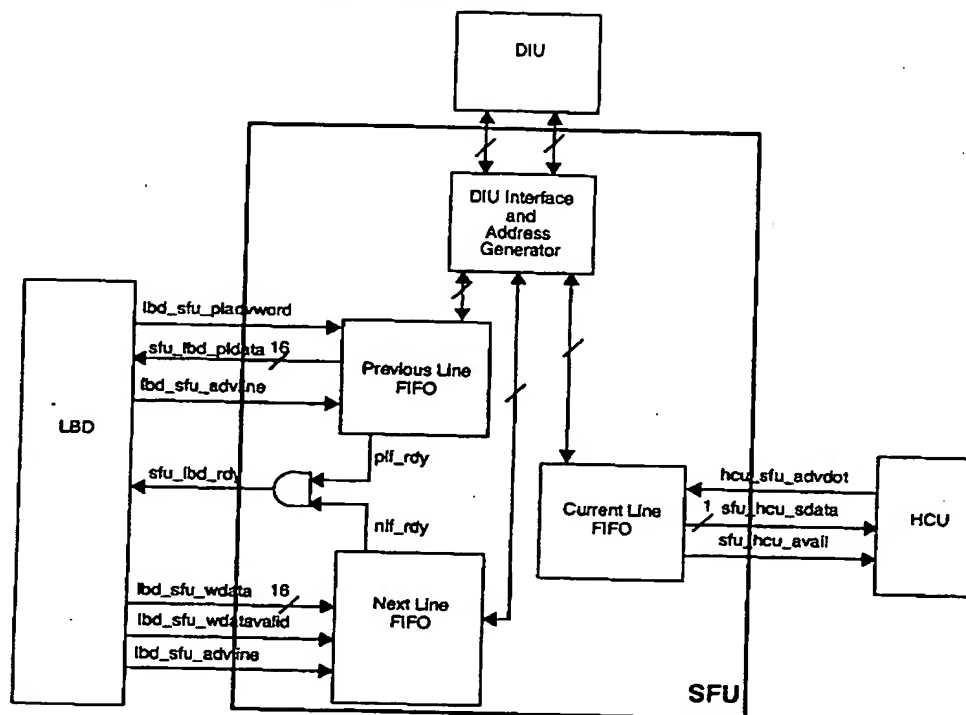 DIU
DIU Interface
and
Address
Generator
LBD
lbd_sfu_pladvword
sfu_lbd_pldata 16
lbd_sfu_advline
Previous Line
FIFO
plf_rdy
sfu_lbd_rdy
nlf_rdy
lbd_sfu_wdata 16
lbd_sfu_wdatavalid
lbd_sfu_advline
Next Line
FIFO
Current Line
FIFO
hcu_sfu_advdot
1 sfu_hcu_sdata
sfu_hcu_avail
HCU
SFU